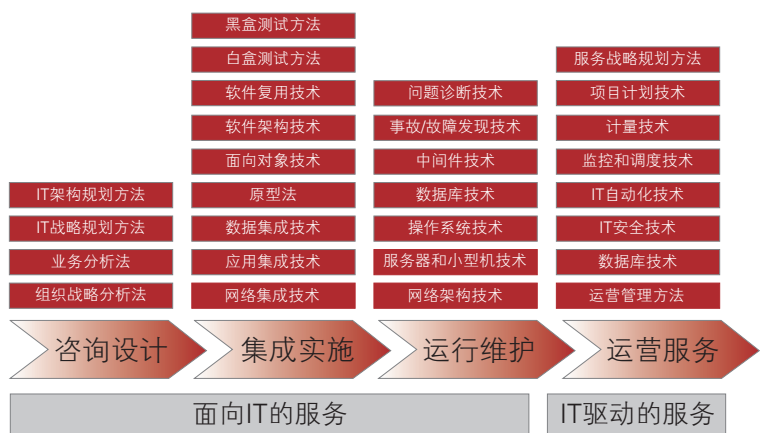 黑盒测试方法
白盒测试方法
软件复用技术
软件架构技术
面向对象技术
原型法
数据集成技术
应用集成技术
网络集成技术
IT架构规划方法
IT战略规划方法
业务分析法
组织战略分析法
问题诊断技术
事故/故障发现技术
中间件技术
数据库技术
操作系统技术
服务器和小型机技术
网络架构技术
服务战略规划方法
项目计划技术
计量技术
监控和调度技术
IT自动化技术
IT安全技术
数据库技术
运营管理方法
咨询设计
集成实施
运行维护
运营服务
面向IT的服务
IT驱动的服务